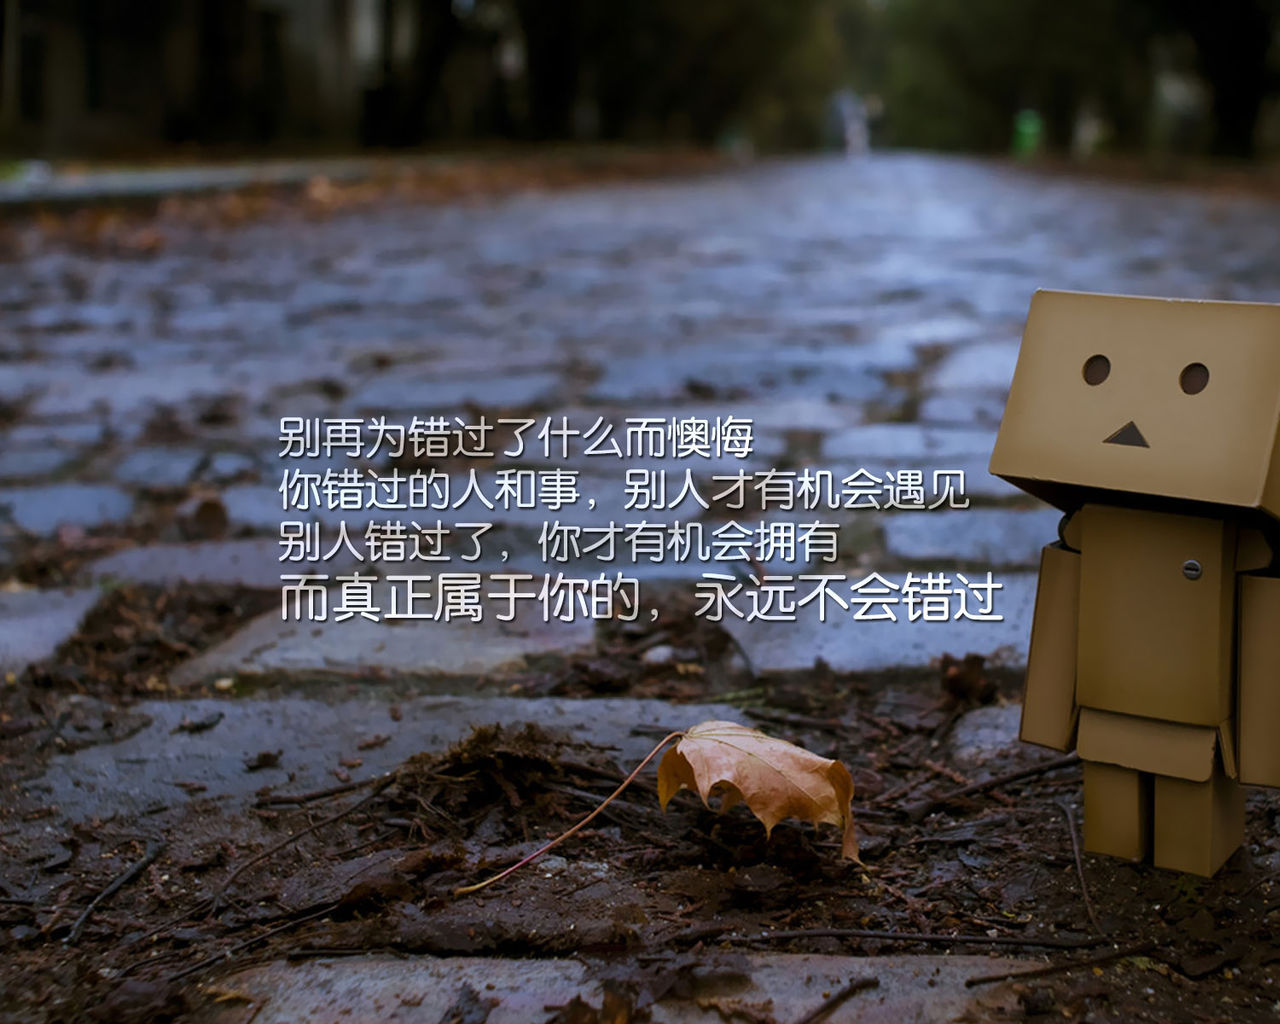 别再为错过了什么而懊悔
你错过的人和事，别人才有机会遇见
别人错过了，你才有机会拥有
而真正属于你的，永远不会错过